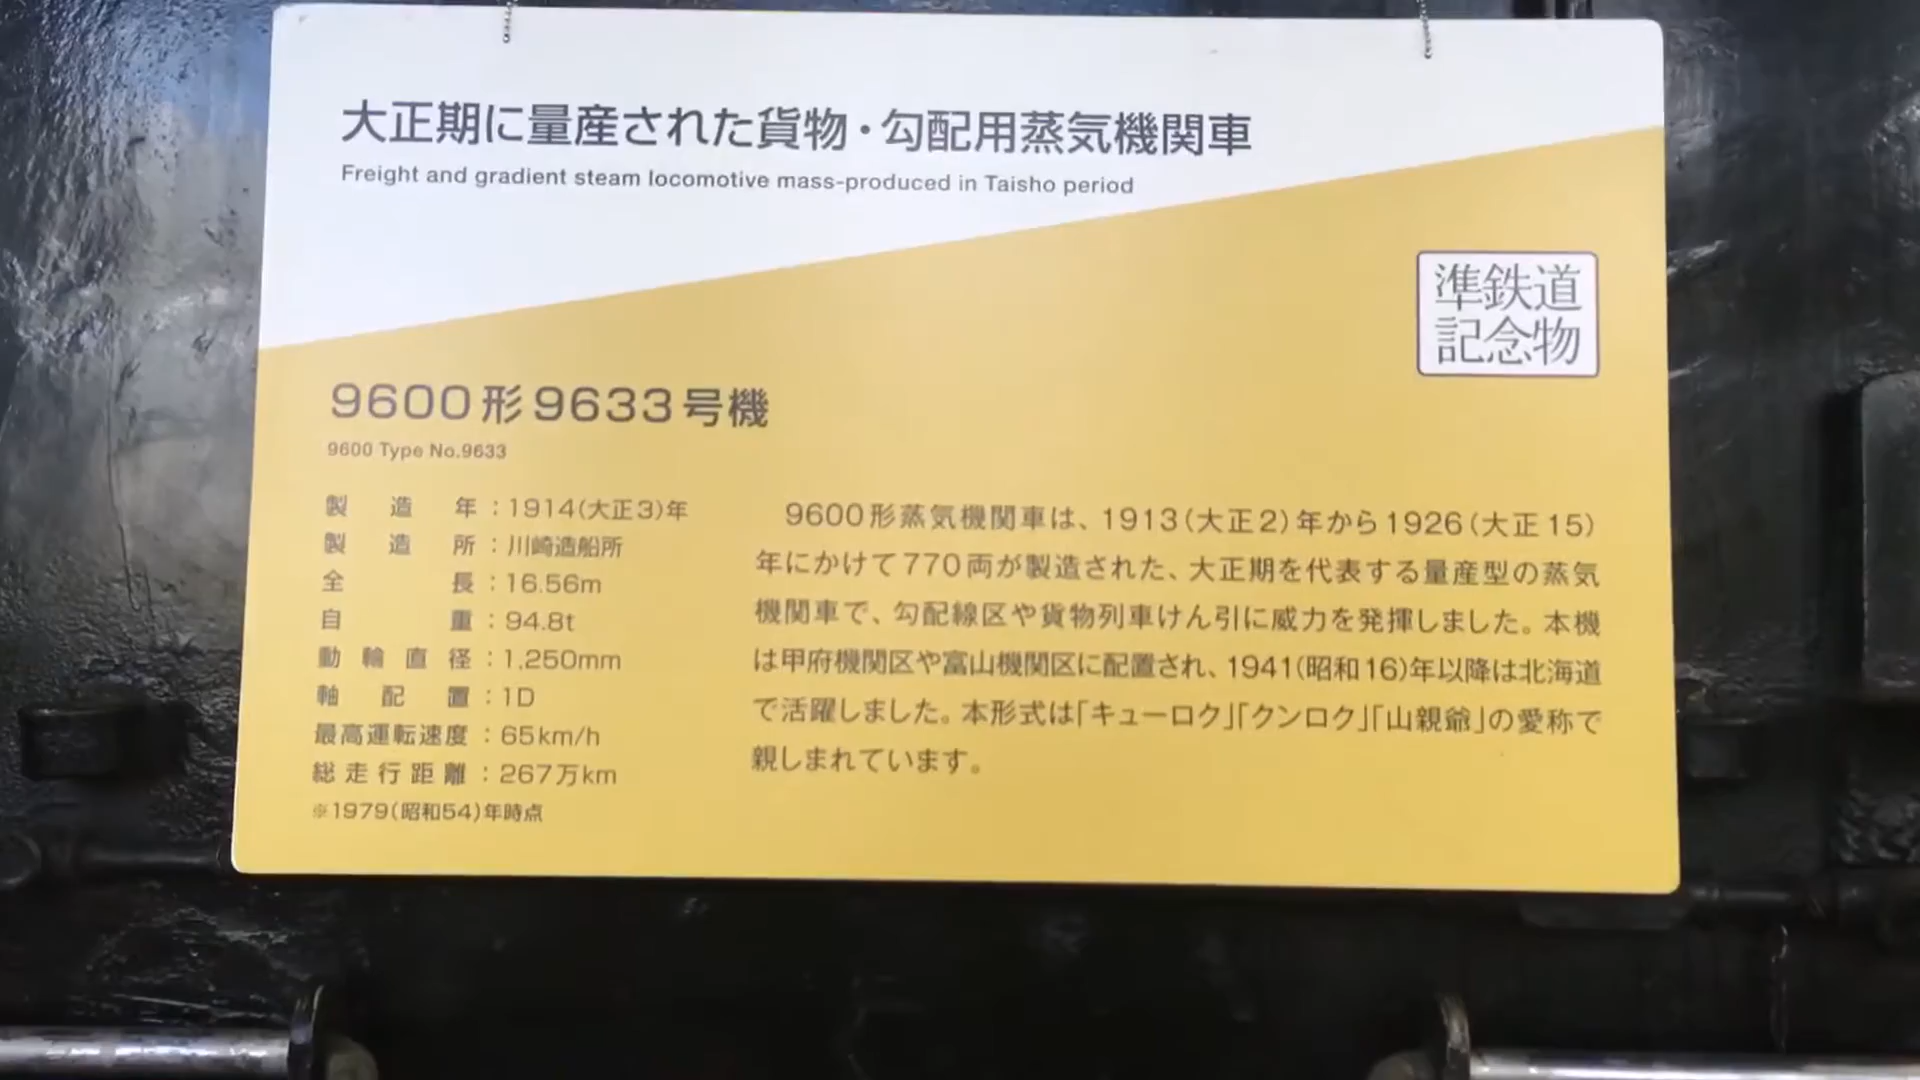 大正期に量産された貨物・勾配用蒸気機関車
Freight and gradient steam locomotive mass-produced in Taisho period
準鉄道
記念物
9600形9633号機
9600 Type No.9633
製造年：1914（大正3）年
製造所：川崎造船所
全長：16.56m
自重：94.8t
動輪直径：1,250mm
軸配置：1D
最高運転速度：65km/h
総走行距離：267万km
※1979（昭和54）年時点
9600形蒸気機関車は、1913（大正2）年から1926（大正15）
年にかけて770両が製造された、大正期を代表する量産型の蒸気
機関車で、勾配線区や貨物列車けん引に威力を発揮しました。本機
は甲府機関区や富山機関区に配置され、1941（昭和16）年以降は北海道
で活躍しました。本形式は「キューロク」「クンロク」「山親爺」の愛称で
親しまれています。